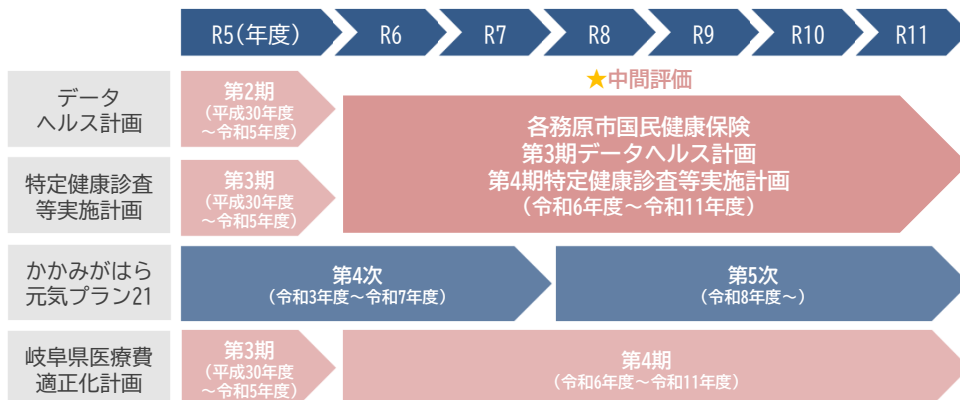 R5(年度) R6 R7 R8 R9 R10 R11
★中間評価
データ
ヘルス計画
第2期
(平成30年度
～令和5年度)
各務原市国民健康保険
第3期データヘルス計画
第4期特定健康診査等実施計画
(令和6年度～令和11年度)
特定健康診査
等実施計画
第3期
(平成30年度
～令和5年度)
かかみがはら
元気プラン21
第4次
(令和3年度～令和7年度)
第5次
(令和8年度～)
岐阜県医療費
適正化計画
第3期
(平成30年度
～令和5年度)
第4期
(令和6年度～令和11年度)